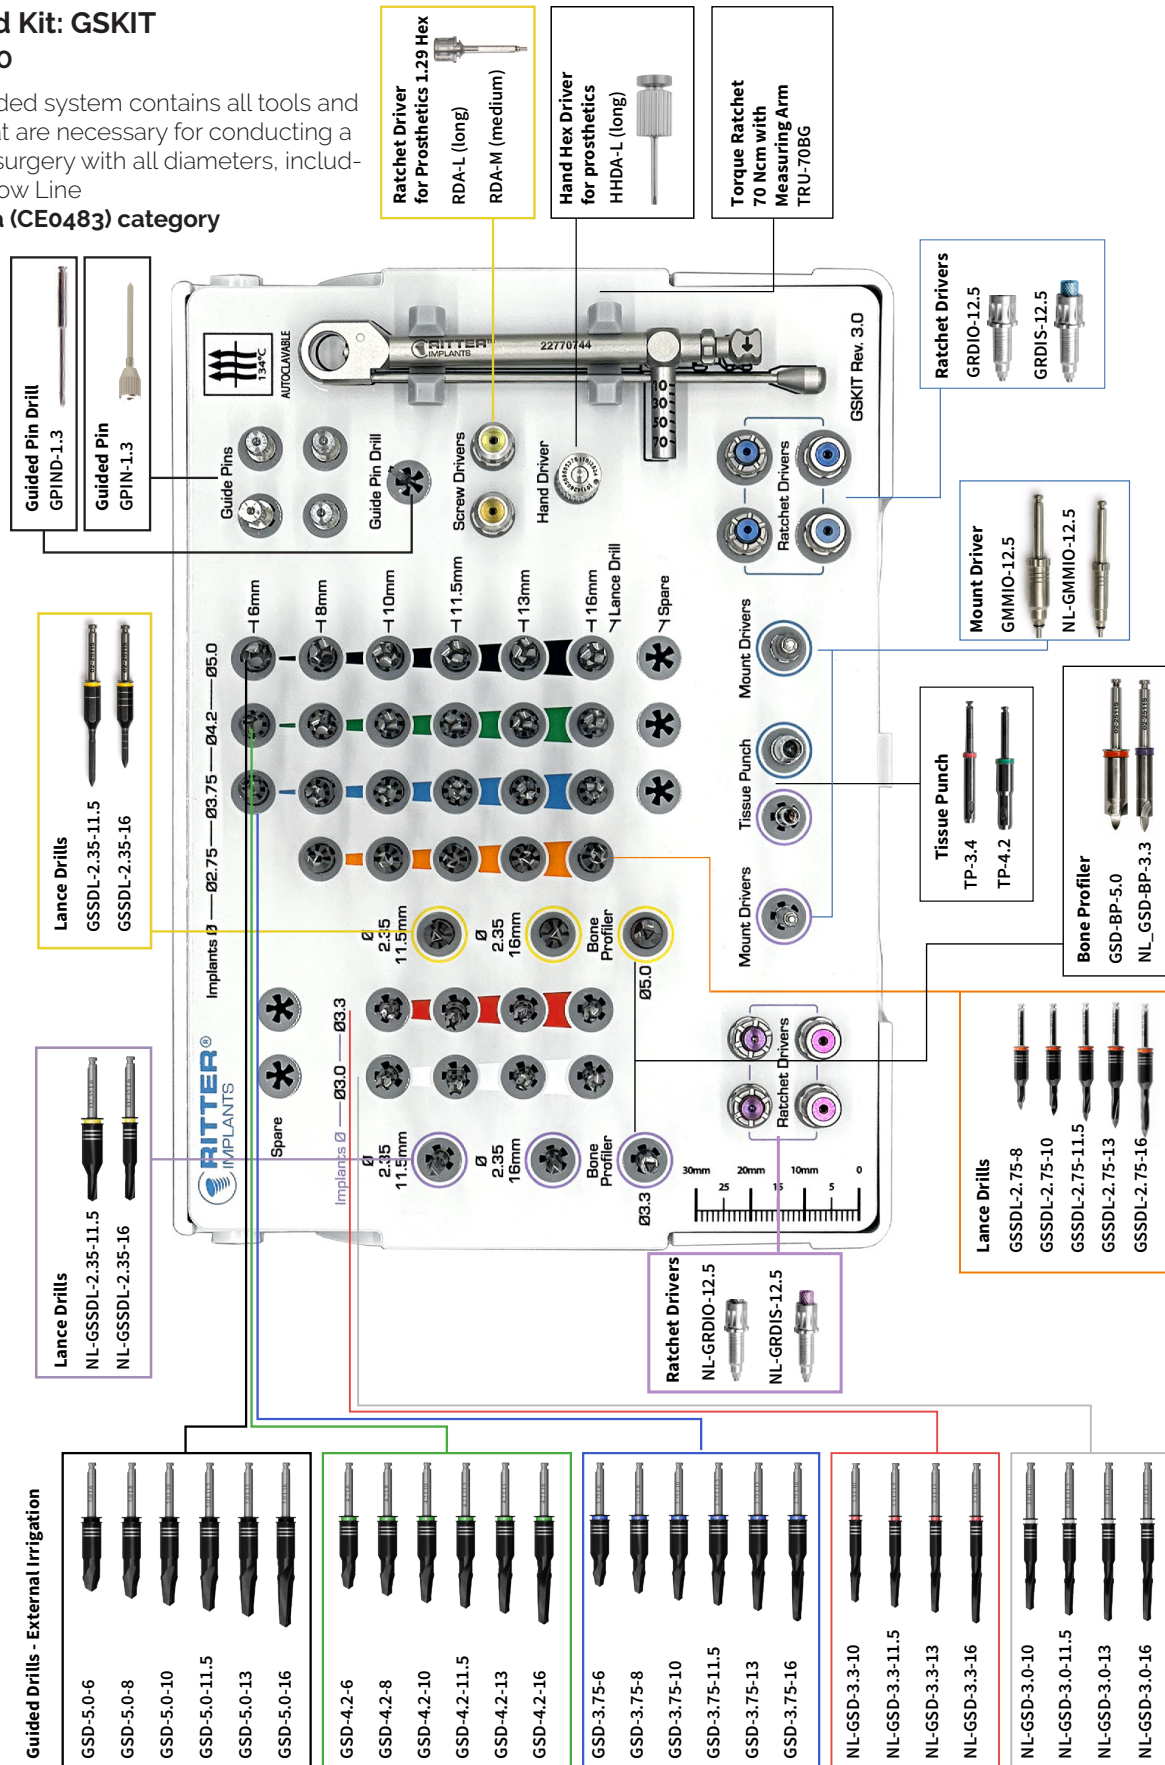 d Kit: GSKIT
0
ded system contains all tools and
at are necessary for conducting a
surgery with all diameters, includ-
ow Line
a (CE0483) category
Ratchet Driver
for Prosthetics 1.29 Hex
RDA-L (long)
RDA-M (medium)
Hand Hex Driver
for prosthetics
HHDA-L (long)
Torque Ratchet
70 Ncm with
Measuring Arm
TRU-70BG
Guided Pin Drill
GPIND-1.3
Guided Pin
GPIN-1.3
Ratchet Drivers
GRDIO-12.5
GRDIS-12.5
Mount Driver
GMMIO-12.5
NL-GMMIO-12.5
Tissue Punch
TP-3.4
TP-4.2
Bone Profiler
GSD-BP-5.0
NL_GSD-BP-3.3
Lance Drills
GSSDL-2.35-11.5
GSSDL-2.35-16
Lance Drills
NL-GSSDL-2.35-11.5
NL-GSSDL-2.35-16
134°C
AUTOCLAVABLE
RITTER™
IMPLANTS
22770744
10
30
50
70
GSKIT Rev. 3.0
Guide Pins
Guide Pin Drill
Screw Drivers
Hand Driver
Ratchet Drivers
6mm
8mm
10mm
11.5mm
13mm
16mm
Lance Drill
Spare
Implants Ø
Ø2.75
Ø3.75
Ø4.2
Ø5.0
Mount Drivers
Tissue Punch
Mount Drivers
Ø
2.35
11.5mm
Ø
2.35
16mm
Bone
Profiler
Ø5.0
RITTER®
IMPLANTS
Spare
Implants Ø
Ø3.0
Ø3.3
Ø
2.35
11.5mm
Ø
2.35
16mm
Bone
Profiler
Ø3.3
Ratchet Drivers
30mm
25
20mm
15
10mm
5
0
Ratchet Drivers
NL-GRDIO-12.5
NL-GRDIS-12.5
Lance Drills
GSSDL-2.75-8
GSSDL-2.75-10
GSSDL-2.75-11.5
GSSDL-2.75-13
GSSDL-2.75-16
Guided Drills - External Irrigation
GSD-5.0-6
GSD-5.0-8
GSD-5.0-10
GSD-5.0-11.5
GSD-5.0-13
GSD-5.0-16
GSD-4.2-6
GSD-4.2-8
GSD-4.2-10
GSD-4.2-11.5
GSD-4.2-13
GSD-4.2-16
GSD-3.75-6
GSD-3.75-8
GSD-3.75-10
GSD-3.75-11.5
GSD-3.75-13
GSD-3.75-16
NL-GSD-3.3-10
NL-GSD-3.3-11.5
NL-GSD-3.3-13
NL-GSD-3.3-16
NL-GSD-3.0-10
NL-GSD-3.0-11.5
NL-GSD-3.0-13
NL-GSD-3.0-16